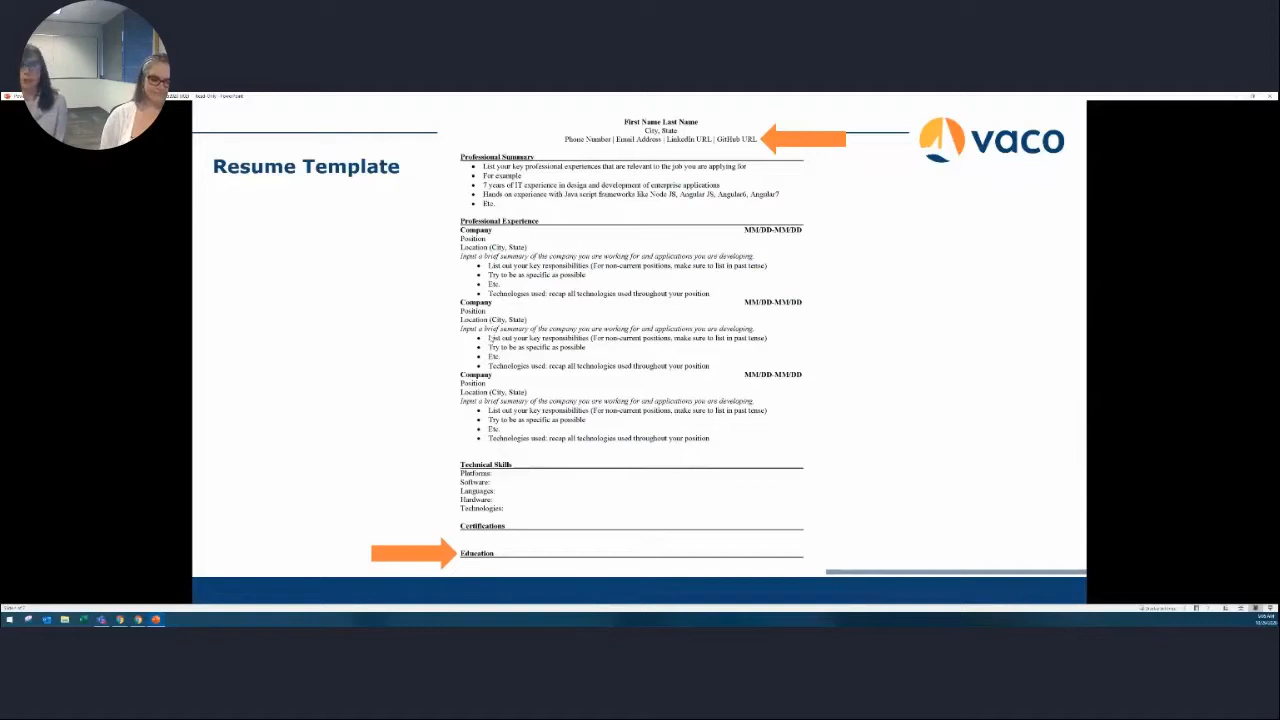 Read-Only - PowerPoint
First Name Last Name
City, State
Phone Number | Email Address | LinkedIn URL | GitHub URL
vaco
Resume Template
Professional Summary
• List your key professional experiences that are relevant to the job you are applying for
• For example
• 7 years of IT experience in design and development of enterprise applications
• Hands on experience with Java script frameworks like Node JS, Angular JS, Angular6, Angular7
• Etc.
Professional Experience
Company MM/DD-MM/DD
Position
Location (City, State)
Input a brief summary of the company you are working for and applications you are developing.
• List out your key responsibilities (For non-current positions, make sure to list in past tense)
• Try to be as specific as possible
• Etc.
• Technologies used: recap all technologies used throughout your position
Company MM/DD-MM/DD
Position
Location (City, State)
Input a brief summary of the company you are working for and applications you are developing.
• List out your key responsibilities (For non-current positions, make sure to list in past tense)
• Try to be as specific as possible
• Etc.
• Technologies used: recap all technologies used throughout your position
Company MM/DD-MM/DD
Position
Location (City, State)
Input a brief summary of the company you are working for and applications you are developing.
• List out your key responsibilities (For non-current positions, make sure to list in past tense)
• Try to be as specific as possible
• Etc.
• Technologies used: recap all technologies used throughout your position
Technical Skills
Platforms:
Software:
Languages:
Hardware:
Technologies:
Certifications
Education